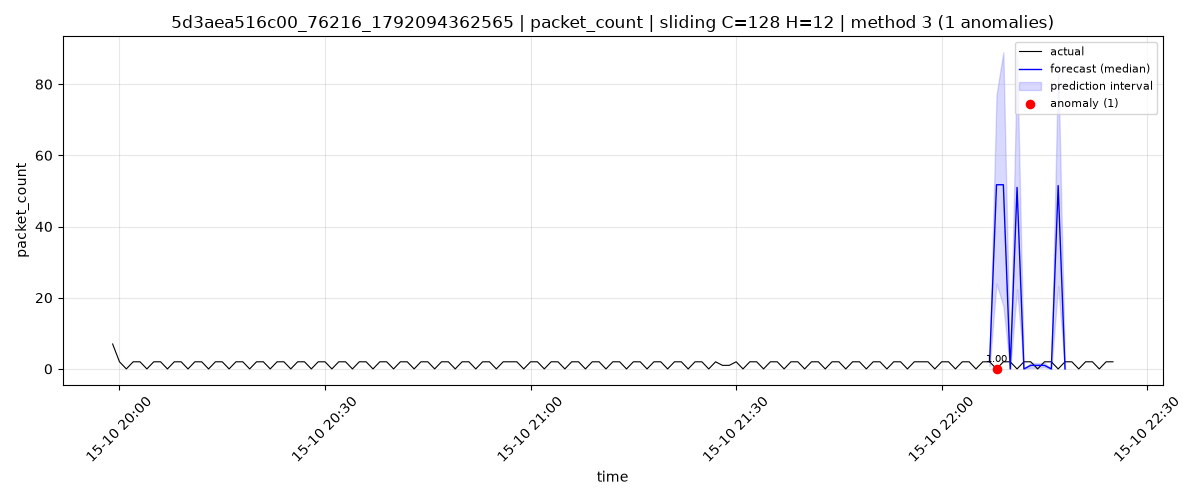 5d3aea516c00_76216_1792094362565 | packet_count | sliding C=128 H=12 | method 3 (1 anomalies)
actual
forecast (median)
prediction interval
anomaly (1)
packet_count
80
60
40
20
0
1.00
15-10 20:00
15-10 20:30
15-10 21:00
15-10 21:30
15-10 22:00
15-10 22:30
time